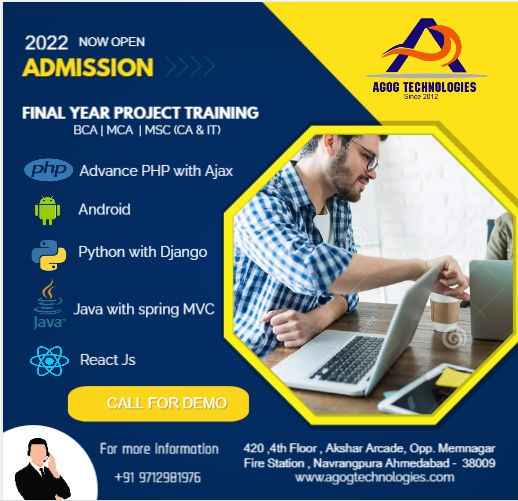 2022 NOW OPEN
ADMISSION
AGOG TECHNOLOGIES
Since 2012
FINAL YEAR PROJECT TRAINING
BCA | MCA | MSC (CA & IT)
php Advance PHP with Ajax
Android
Python with Django
Java Java with spring MVC
React Js
CALL FOR DEMO
For more information
+91 9712981976
420 ,4th Floor , Akshar Arcade, Opp. Memnagar
Fire Station , Navrangpura Ahmedabad - 38009
www.agogtechnologies.com